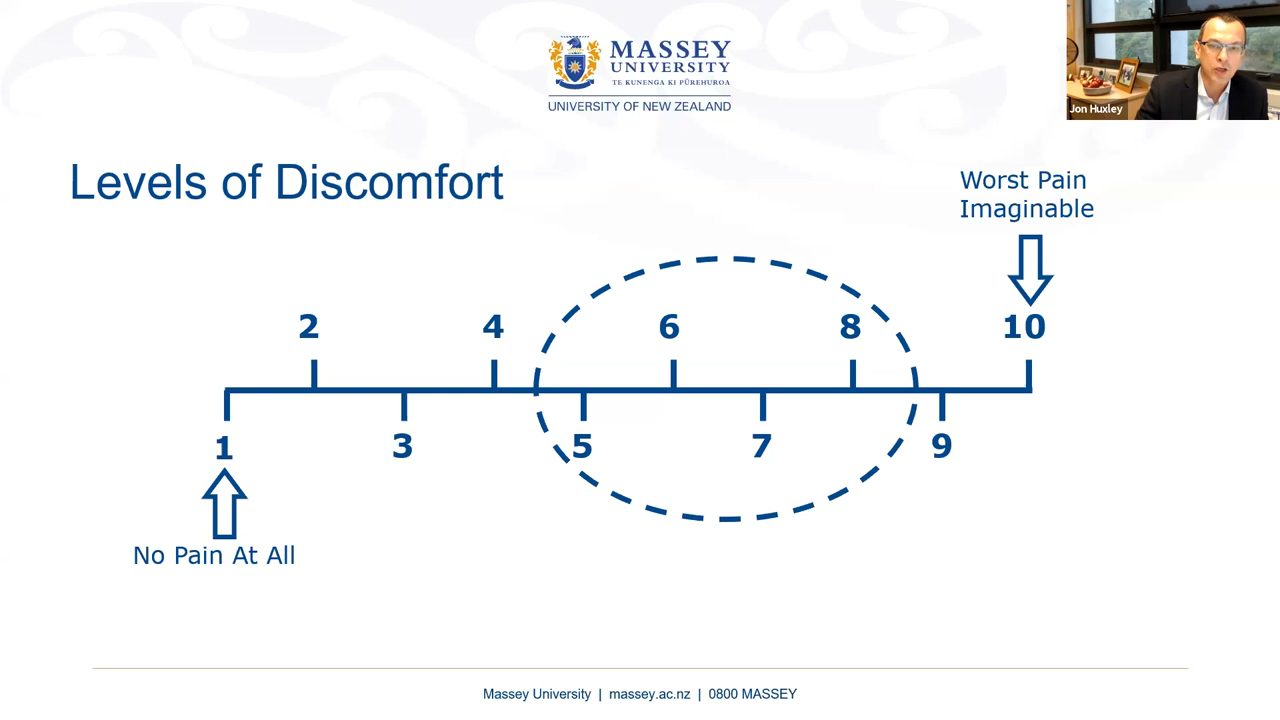 MASSEY
UNIVERSITY
TE KUNENGA KI PŪREHUROA
UNIVERSITY OF NEW ZEALAND
Jon Huxley
Levels of Discomfort
Worst Pain
Imaginable
2 4 6 8 10
1 3 5 7 9
No Pain At All
Massey University | massey.ac.nz | 0800 MASSEY